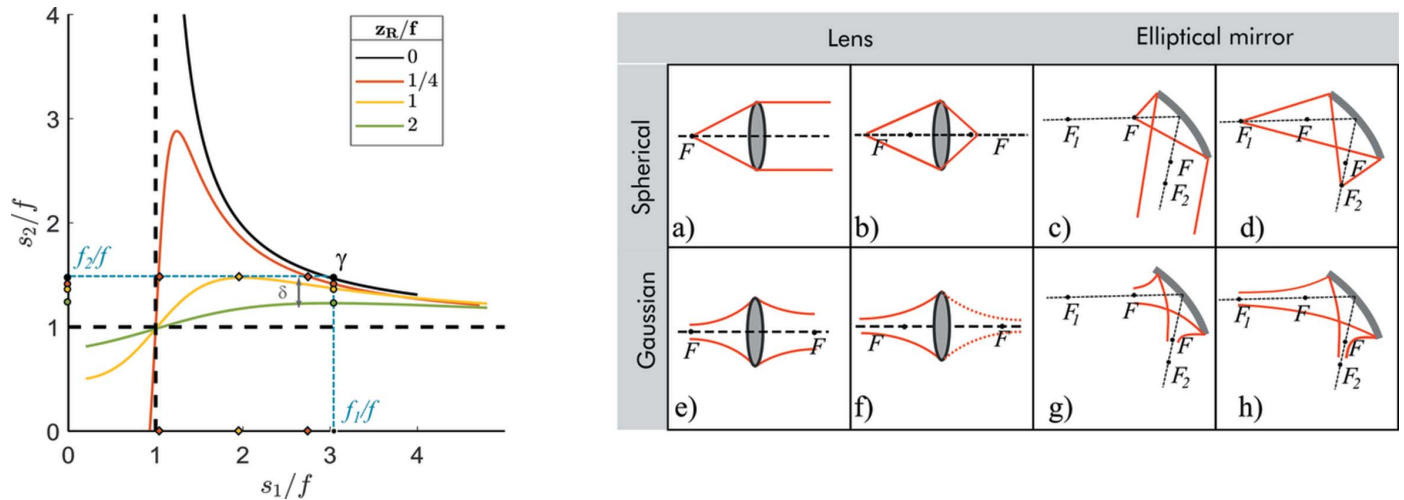 4
3
2
1
0
s₂/f
0
1
2
3
4
s₁/f
z_R/f
0
1/4
1
2
f₂/f
γ
δ
f₁/f
Lens
Elliptical mirror
Spherical
Gaussian
F
a)
F
F
b)
F₁
F
F
F₂
c)
F₁
F
F
F₂
d)
F
F
e)
F
F
f)
F₁
F
F
F₂
g)
F₁
F
F
F₂
h)